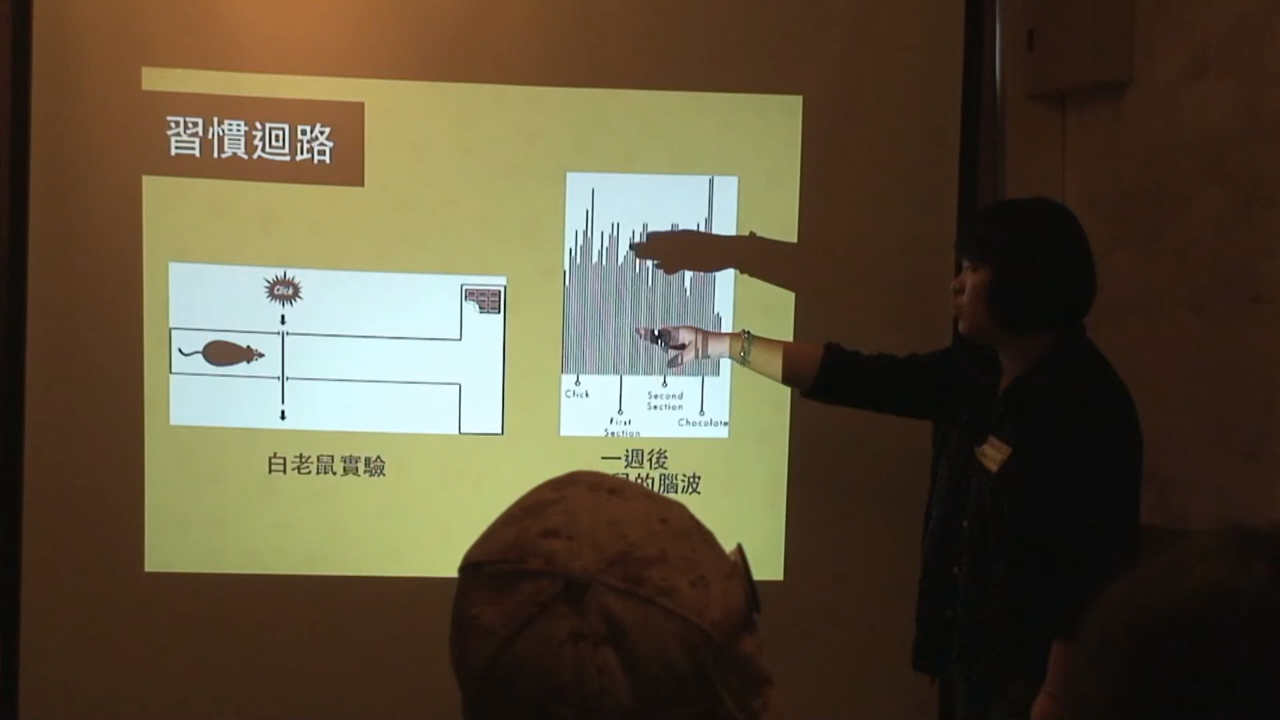 習慣迴路
Click
白老鼠實驗
Click
First
Section
Second
Section
Chocolate
一週後
的腦波